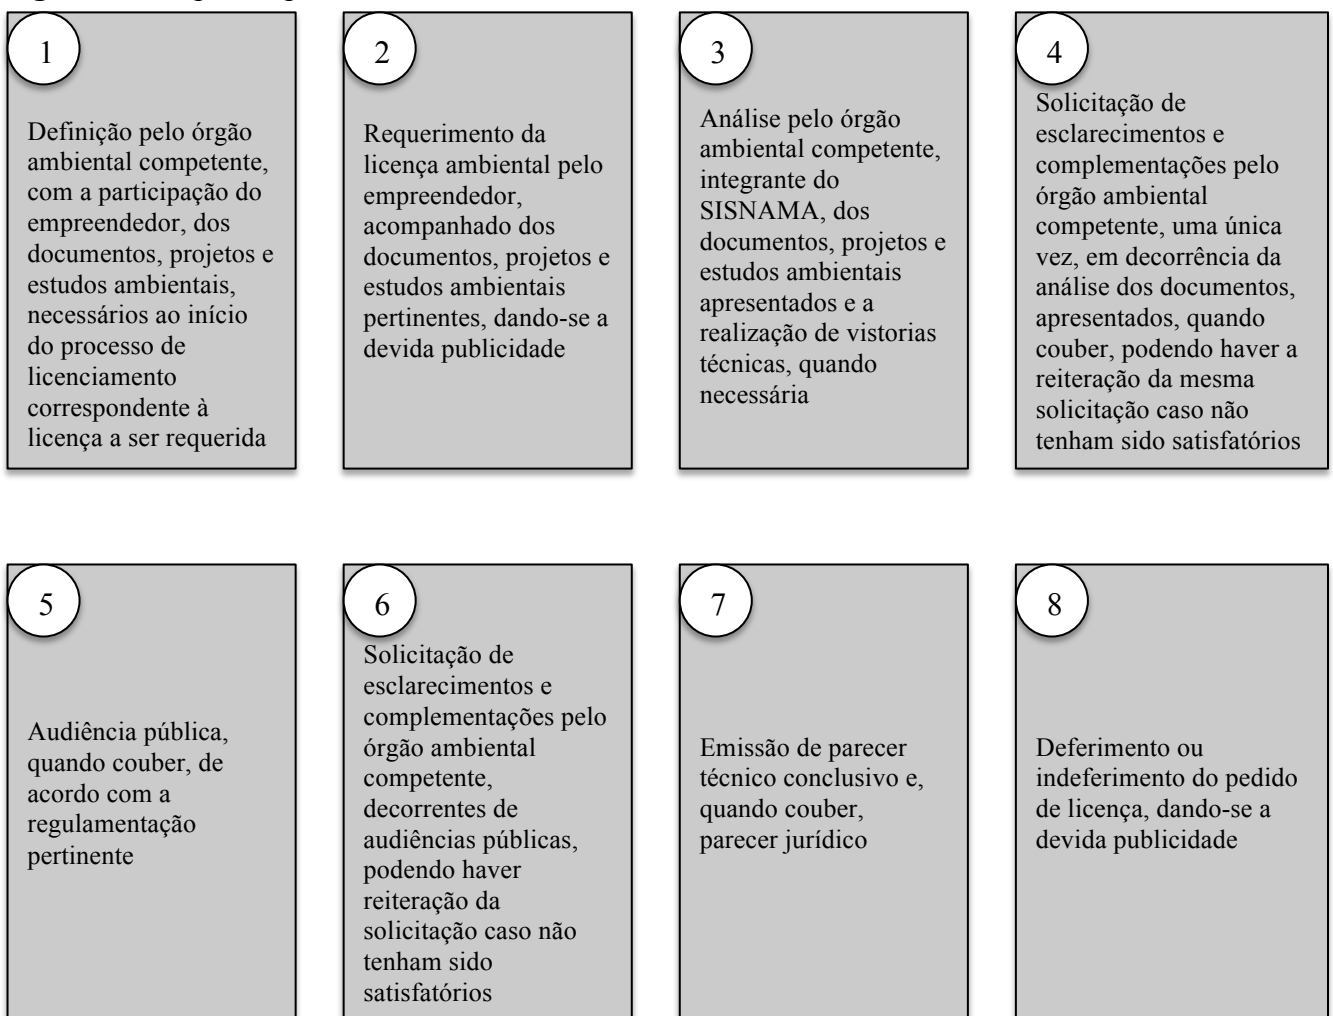 1
Definição pelo órgão
ambiental competente,
com a participação do
empreendedor, dos
documentos, projetos e
estudos ambientais,
necessários ao início
do processo de
licenciamento
correspondente à
licença a ser requerida
2
Requerimento da
licença ambiental pelo
empreendedor,
acompanhado dos
documentos, projetos e
estudos ambientais
pertinentes, dando-se a
devida publicidade
3
Análise pelo órgão
ambiental competente,
integrante do
SISNAMA, dos
documentos, projetos e
estudos ambientais
apresentados e a
realização de vistorias
técnicas, quando
necessária
4
Solicitação de
esclarecimentos e
complementações pelo
órgão ambiental
competente, uma única
vez, em decorrência da
análise dos documentos,
apresentados, quando
couber, podendo haver a
reiteração da mesma
solicitação caso não
tenham sido satisfatórios
5
Audiência pública,
quando couber, de
acordo com a
regulamentação
pertinente
6
Solicitação de
esclarecimentos e
complementações pelo
órgão ambiental
competente,
decorrentes de
audiências públicas,
podendo haver
reiteração da
solicitação caso não
tenham sido
satisfatórios
7
Emissão de parecer
técnico conclusivo e,
quando couber,
parecer jurídico
8
Deferimento ou
indeferimento do pedido
de licença, dando-se a
devida publicidade